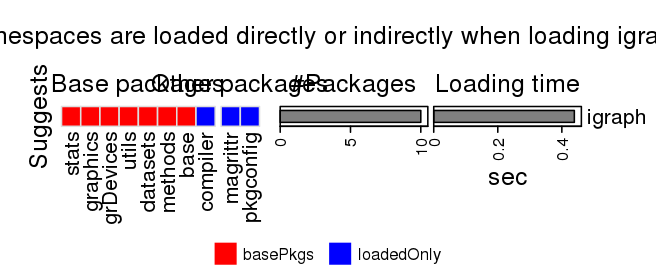 nespaces are loaded directly or indirectly when loading igra
Base packages Other packages #Packages Loading time
Suggests
igraph
stats
graphics
grDevices
utils
datasets
methods
base
compiler
magrittr
pkgconfig
0 5 10
0 0.2 0.4
sec
basePkgs loadedOnly